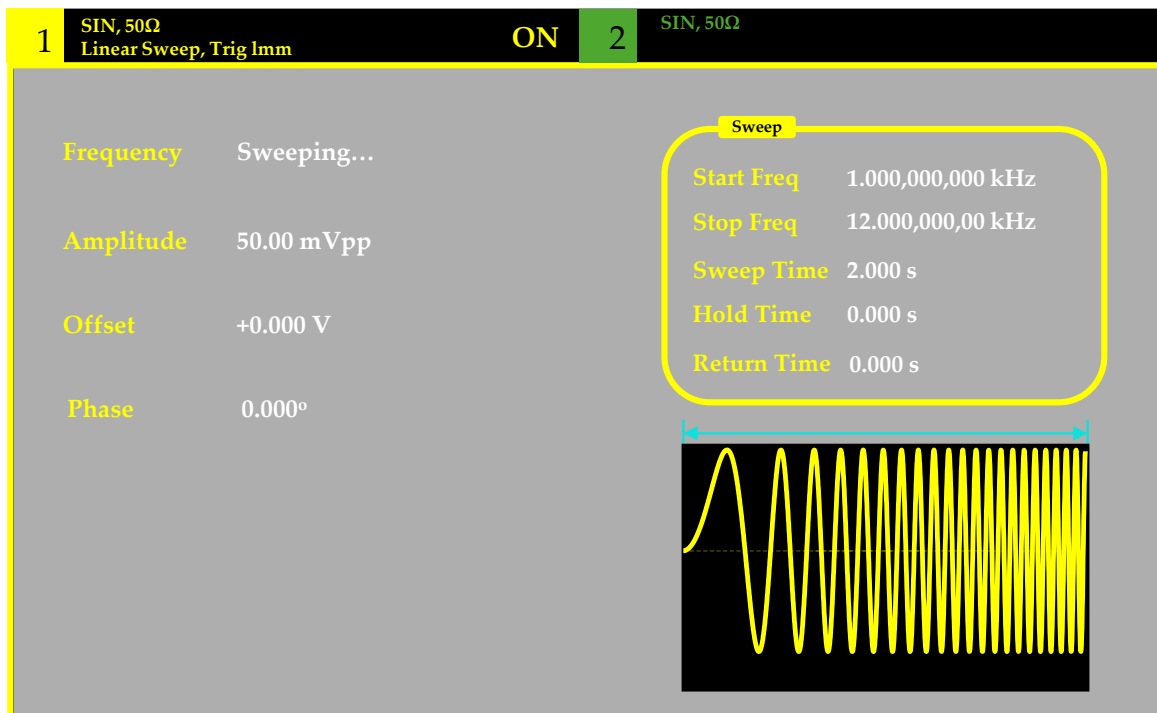 1
SIN, 50Ω
Linear Sweep, Trig lmm
ON
2
SIN, 50Ω
Frequency Sweeping...
Amplitude 50.00 mVpp
Offset +0.000 V
Phase 0.000º
Sweep
Start Freq 1.000,000,000 kHz
Stop Freq 12.000,000,00 kHz
Sweep Time 2.000 s
Hold Time 0.000 s
Return Time 0.000 s